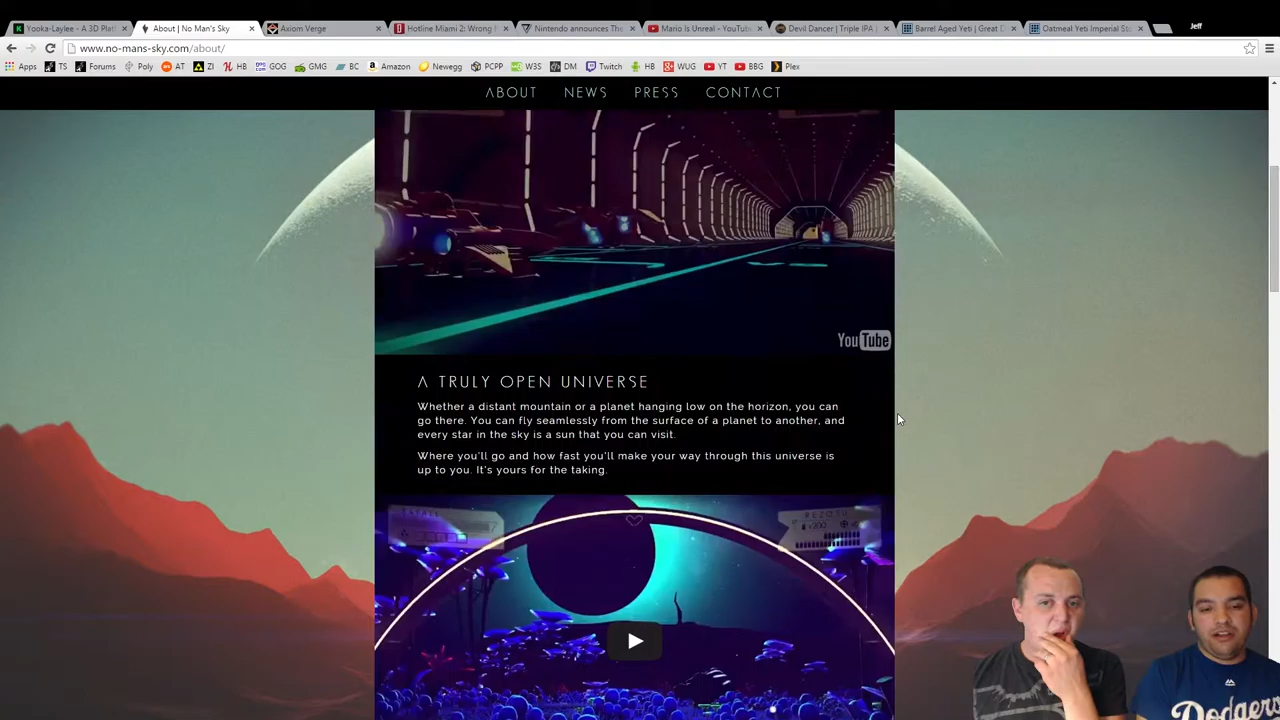 Yooka-Laylee - A 3D Plat
About | No Man's Sky
Axiom Verge
Hotline Miami 2: Wrong
Nintendo announces The
Mario Is Unreal - YouTub
Devil Dancer | Triple IPA |
Barrel Aged Yeti | Great D
Oatmeal Yeti Imperial St
Jeff
www.no-mans-sky.com/about/
Apps TS Forums Poly AT ZI HB GOG GMG BC Amazon Newegg PCPP W3S DM Twitch HB WUG YT BBG Plex
ABOUT NEWS PRESS CONTACT
YouTube
A TRULY OPEN UNIVERSE
Whether a distant mountain or a planet hanging low on the horizon, you can
go there. You can fly seamlessly from the surface of a planet to another, and
every star in the sky is a sun that you can visit.
Where you'll go and how fast you'll make your way through this universe is
up to you. It's yours for the taking.
Dodgers